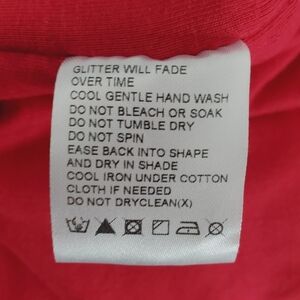 GLITTER WILL FADE
OVER TIME
COOL GENTLE HAND WASH
DO NOT BLEACH OR SOAK
DO NOT TUMBLE DRY
DO NOT SPIN
EASE BACK INTO SHAPE
AND DRY IN SHADE
COOL IRON UNDER COTTON
CLOTH IF NEEDED
DO NOT DRYCLEAN(X)